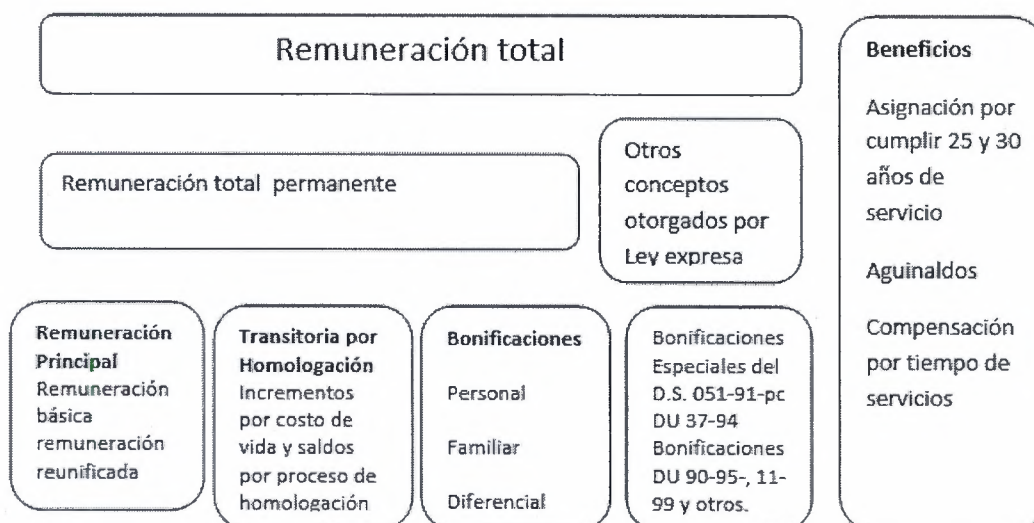 Remuneración total
Remuneración total permanente
Otros
conceptos
otorgados por
Ley expresa
Remuneración
Principal
Remuneración
básica
remuneración
reunificada
Transitoria por
Homologación
Incrementos
por costo de
vida y saldos
por proceso de
homologación
Bonificaciones
Personal
Familiar
Diferencial
Bonificaciones
Especiales del
D.S. 051-91-pc
DU 37-94
Bonificaciones
DU 90-95-, 11-
99 y otros.
Beneficios
Asignación por
cumplir 25 y 30
años de
servicio
Aguinaldos
Compensación
por tiempo de
servicios